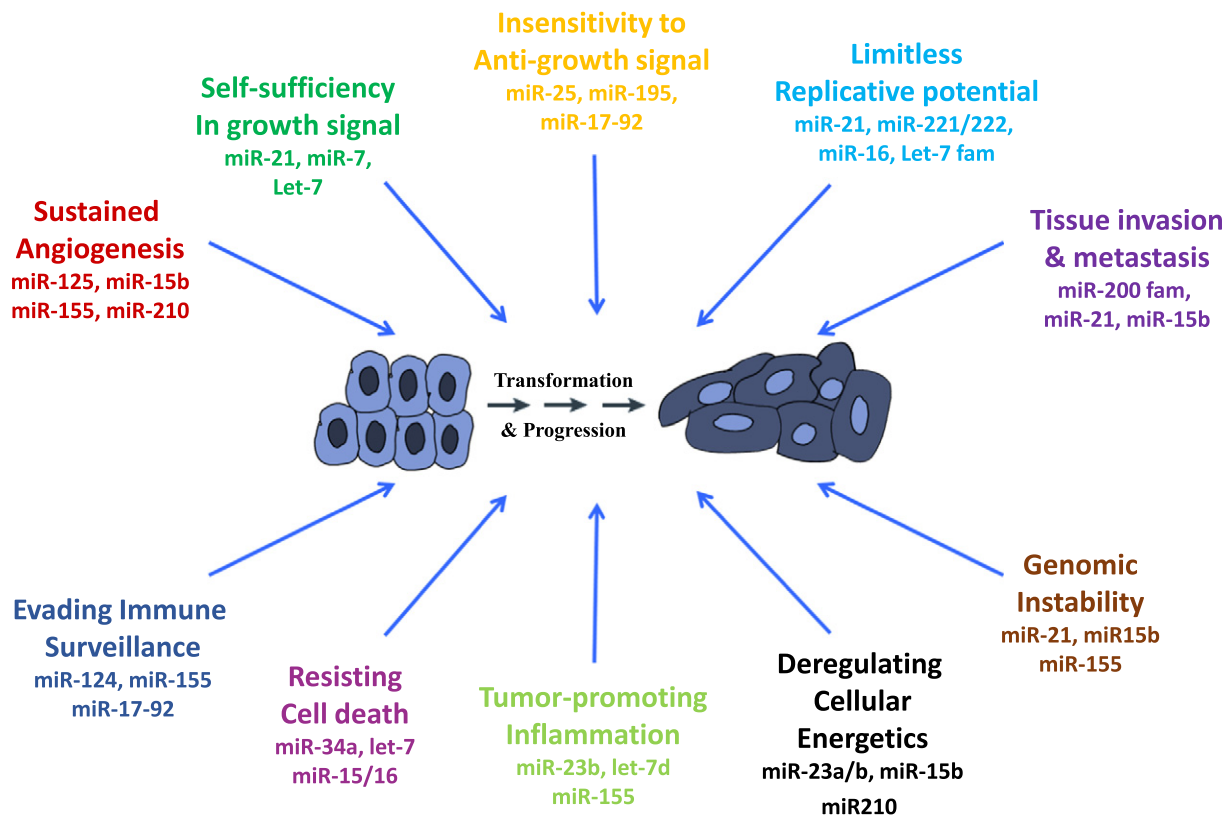 Insensitivity to
Anti-growth signal
miR-25, miR-195,
miR-17-92
Limitless
Replicative potential
miR-21, miR-221/222,
miR-16, Let-7 fam
Self-sufficiency
In growth signal
miR-21, miR-7,
Let-7
Sustained
Angiogenesis
miR-125, miR-15b
miR-155, miR-210
Tissue invasion
& metastasis
miR-200 fam,
miR-21, miR-15b
Transformation
& Progression
Evading Immune
Surveillance
miR-124, miR-155
miR-17-92
Resisting
Cell death
miR-34a, let-7
miR-15/16
Tumor-promoting
Inflammation
miR-23b, let-7d
miR-155
Deregulating
Cellular
Energetics
miR-23a/b, miR-15b
miR210
Genomic
Instability
miR-21, miR15b
miR-155